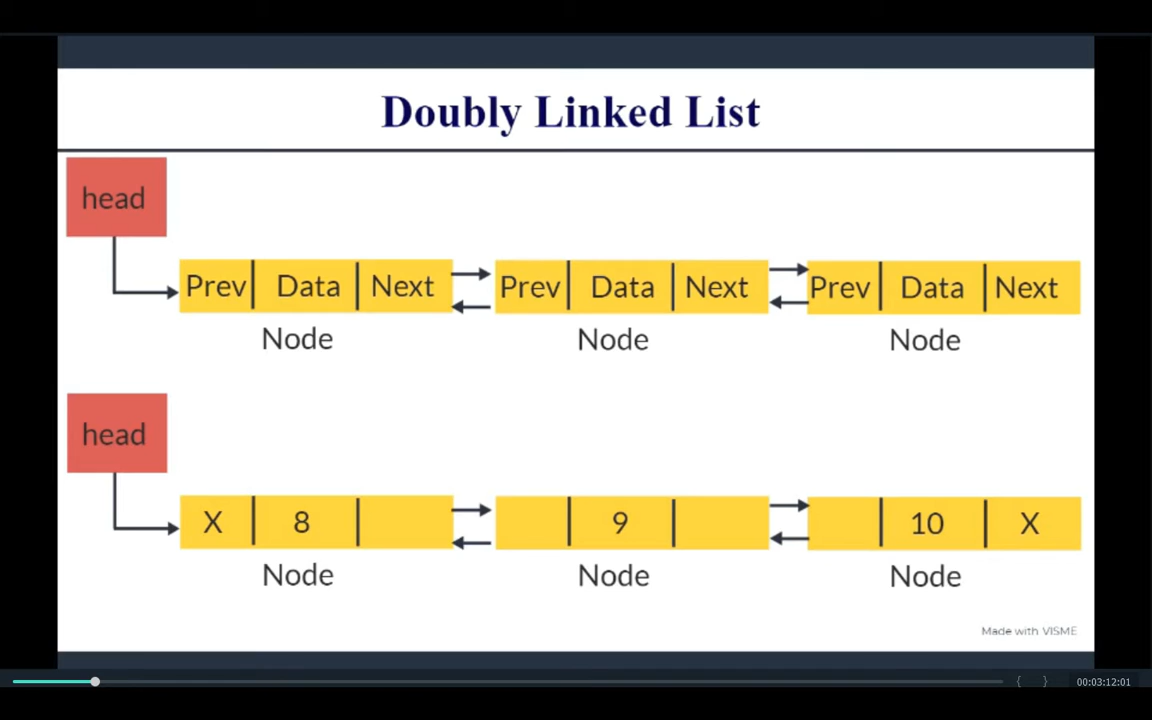 Doubly Linked List
head
Prev Data Next Prev Data Next Prev Data Next
Node Node Node
head
X 8 9 10 X
Node Node Node
Made with VISME
{ } 00:03:12:01